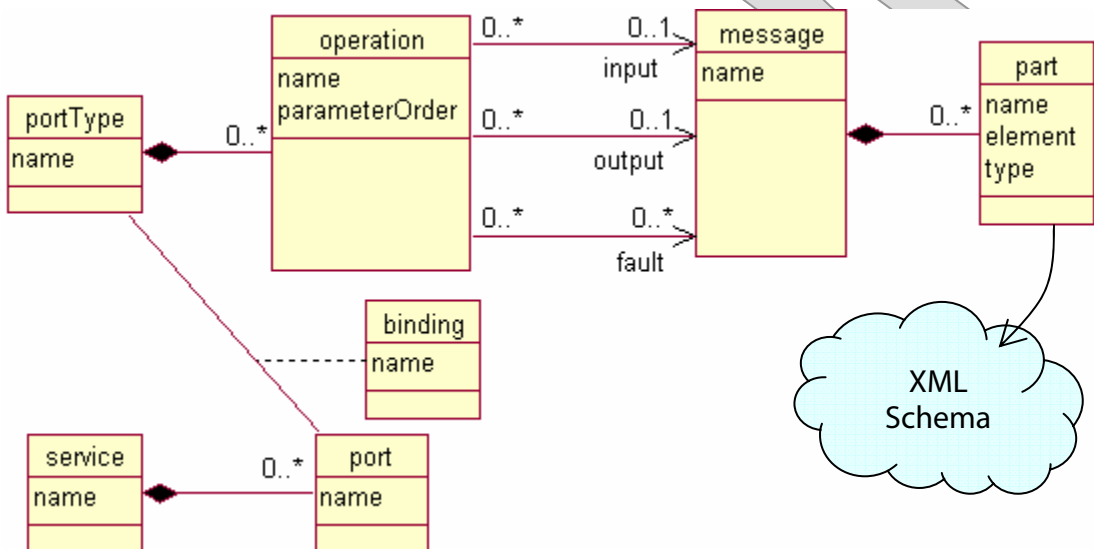 operation
name
parameterOrder
0..*
0..1
input
0..*
0..1
output
0..*
0..*
fault
message
name
0..*
part
name
element
type
portType
name
0..*
binding
name
XML
Schema
service
name
0..*
port
name